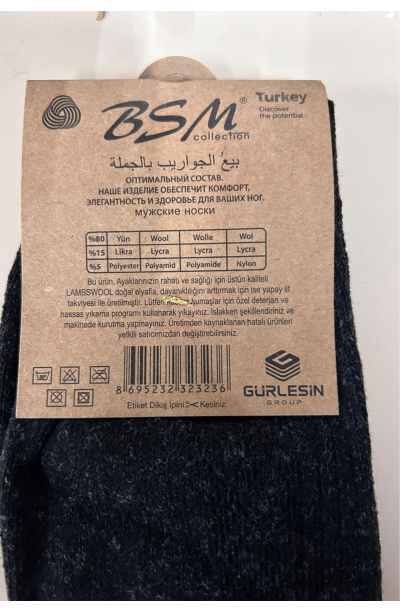 BSM®
collection
Turkey
Discover
the potential
بيع الجواريب بالجملة
ОПТИМАЛЬНЫЙ СОСТАВ.
НАШЕ ИЗДЕЛИЕ ОБЕСПЕЧИТ КОМФОРТ,
ЭЛЕГАНТНОСТЬ И ЗДОРОВЬЕ ДЛЯ ВАШИХ НОГ.
мужские носки
%80 Yün Wool Wolle Wol
%15 Likra Lycra Lycra Lycra
%5 Polyester Polyamid Polyamide Nylon
Bu ürün, Ayaklarınızın rahatı ve sağlığı için üstün kaliteli
LAMBSWOOL doğal elyafla, dayanıklılığını arttırmak için ise yapay lif
takviyesi ile üretilmiştir. Lütfen kumaşlar için özel deterjan ve
hassas yıkama programı kullanarak yıkayınız. Islakken şekillendiriniz ve
makinede kurutma yapmayınız. Üretimden kaynaklanan hatalı ürünleri
yetkili satıcımızdan değiştirebilirsiniz.
8 695232 323236
Etiket Dikiş İpini Kesiniz.
GÜRLESİN
GROUP